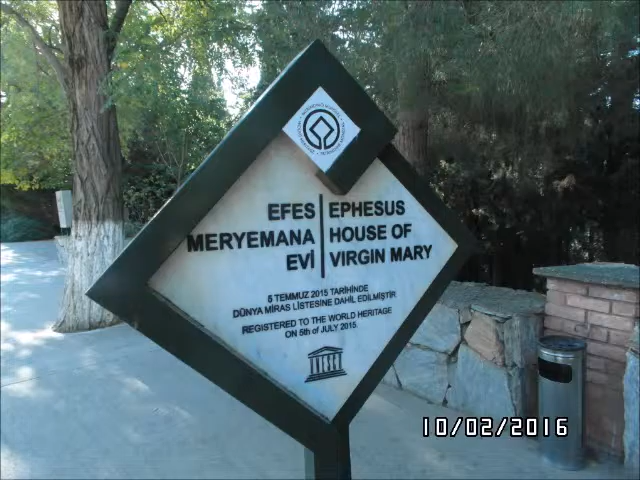 EFES
MERYEMANA
EVİ
EPHESUS
HOUSE OF
VIRGIN MARY
5 TEMMUZ 2015 TARİHİNDE
DÜNYA MİRAS LİSTESİNE DAHİL EDİLMİŞTİR
REGISTERED TO THE WORLD HERITAGE
ON 5th of JULY 2015
UNESCO
10/02/2016